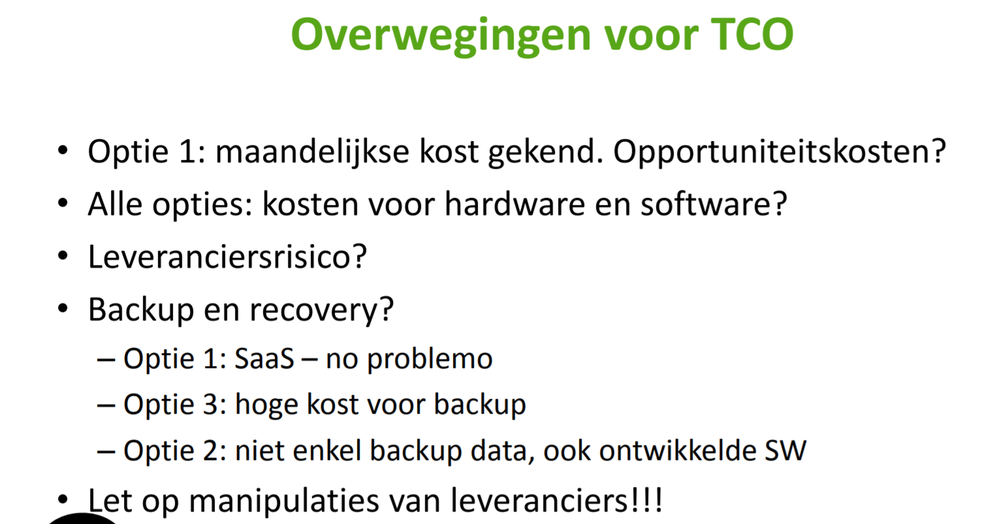 Overwegingen voor TCO
• Optie 1: maandelijkse kost gekend. Opportuniteitskosten?
• Alle opties: kosten voor hardware en software?
• Leveranciersrisico?
• Backup en recovery?
– Optie 1: SaaS – no problemo
– Optie 3: hoge kost voor backup
– Optie 2: niet enkel backup data, ook ontwikkelde SW
• Let op manipulaties van leveranciers!!!